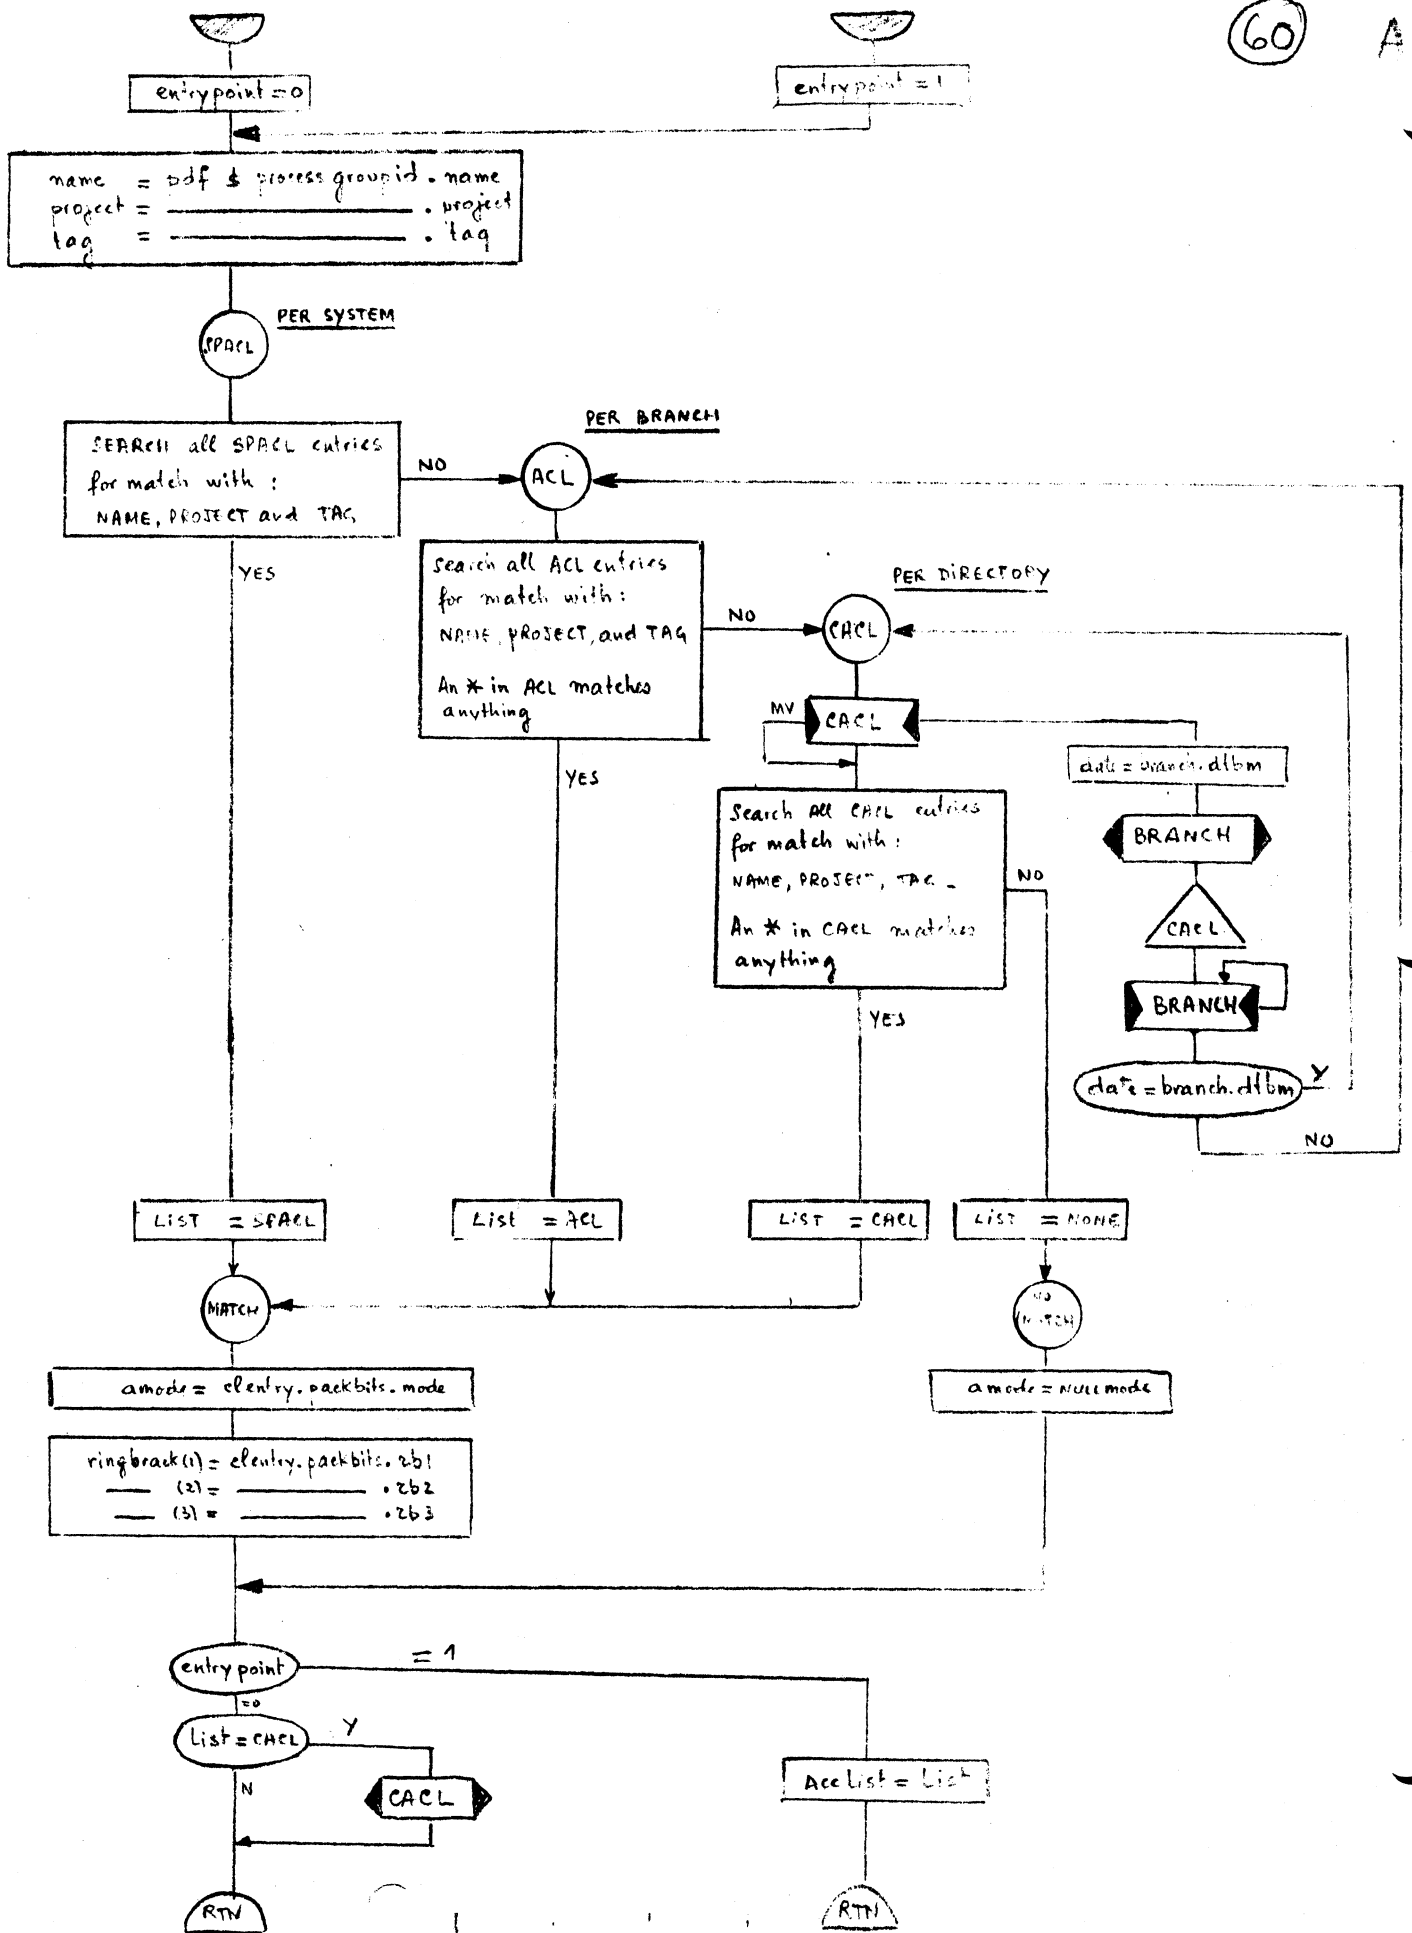 60
A
entrypoint = 0
entrypoint = 1
name = pdf $ process groupid . name
project = ———— . project
tag = ———— . tag
PER SYSTEM
SPACL
SEARCH all SPACL entries
for match with :
NAME, PROJECT and TAG
NO
YES
PER BRANCH
ACL
Search all ACL entries
for match with :
NAME, PROJECT, and TAG
An * in ACL matches
anything
NO
YES
PER DIRECTORY
CACL
MV
CACL
Search All CACL entries
for match with :
NAME, PROJECT, TAG
An * in CACL matches
anything
NO
YES
date = branch.dtbm
BRANCH
CACL
BRANCH
date = branch.dtbm
Y
NO
LIST = SPACL
List = ACL
LIST = CACL
LIST = NONE
MATCH
NO
MATCH
amode = clentry.packbits.mode
amode = NULLmode
ringbrack(1) = clentry.packbits.rb1
—— (2) = ———— .rb2
—— (3) = ———— .rb3
entry point
= 1
=0
List = CACL
Y
N
CACL
Acc List = List
RTN
RTN